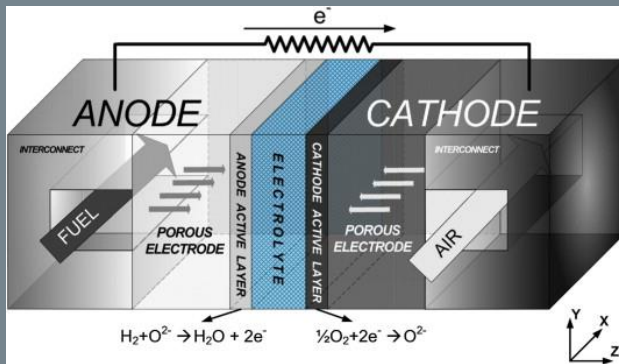 e⁻
ANODE
CATHODE
INTERCONNECT
INTERCONNECT
FUEL
POROUS
ELECTRODE
ANODE ACTIVE LAYER
ELECTROLYTE
CATHODE ACTIVE LAYER
POROUS
ELECTRODE
AIR
H₂+O²⁻→H₂O + 2e⁻
½O₂+2e⁻→ O²⁻
Y
X
Z